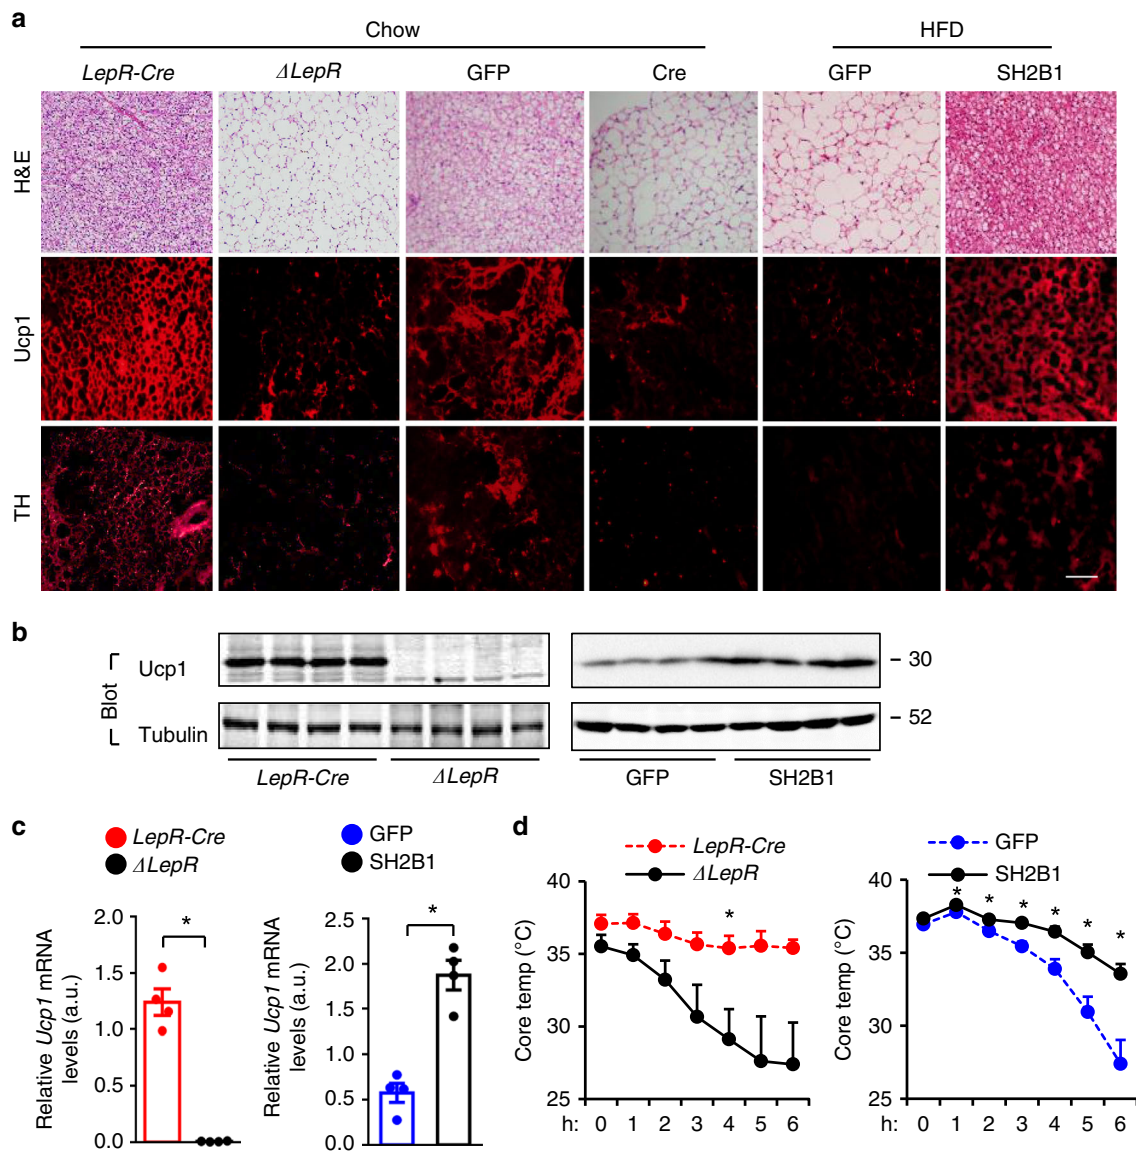 a
Chow
HFD
LepR-Cre
ΔLepR
GFP
Cre
GFP
SH2B1
H&E
Ucp1
TH
b
Blot
Ucp1
Tubulin
– 30
– 52
LepR-Cre
ΔLepR
GFP
SH2B1
c
LepR-Cre
ΔLepR
Relative Ucp1 mRNA
levels (a.u.)
2.0
1.5
1.0
0.5
0.0
*
GFP
SH2B1
Relative Ucp1 mRNA
levels (a.u.)
2.5
2.0
1.5
1.0
0.5
0.0
*
d
LepR-Cre
ΔLepR
Core temp (°C)
40
35
30
25
*
h: 0 1 2 3 4 5 6
GFP
SH2B1
Core temp (°C)
40
35
30
25
* * * * * *
h: 0 1 2 3 4 5 6